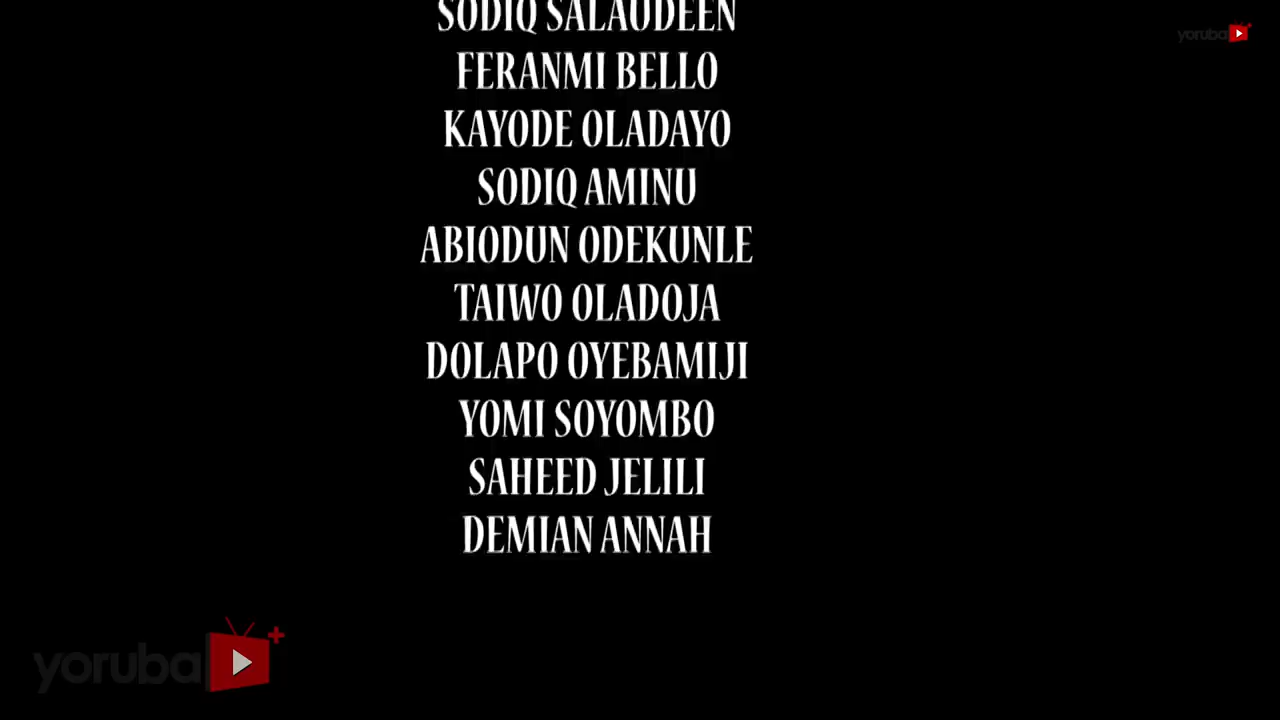 SODIQ SALAUDEEN
yoruba
FERANMI BELLO
KAYODE OLADAYO
SODIQ AMINU
ABIODUN ODEKUNLE
TAIWO OLADOJA
DOLAPO OYEBAMIJI
YOMI SOYOMBO
SAHEED JELILI
DEMIAN ANNAH
yoruba+